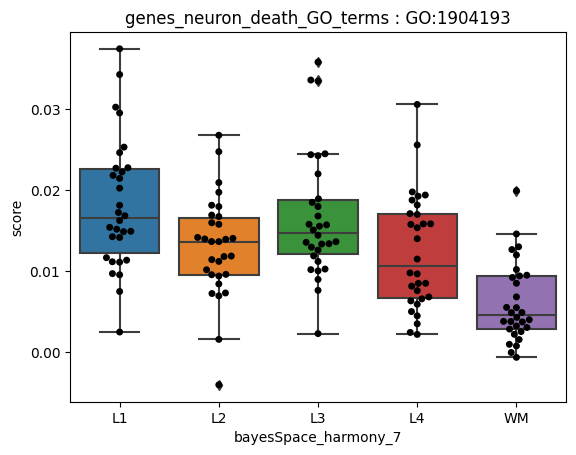 genes_neuron_death_GO_terms : GO:1904193
score
0.03
0.02
0.01
0.00
L1 L2 L3 L4 WM
bayesSpace_harmony_7